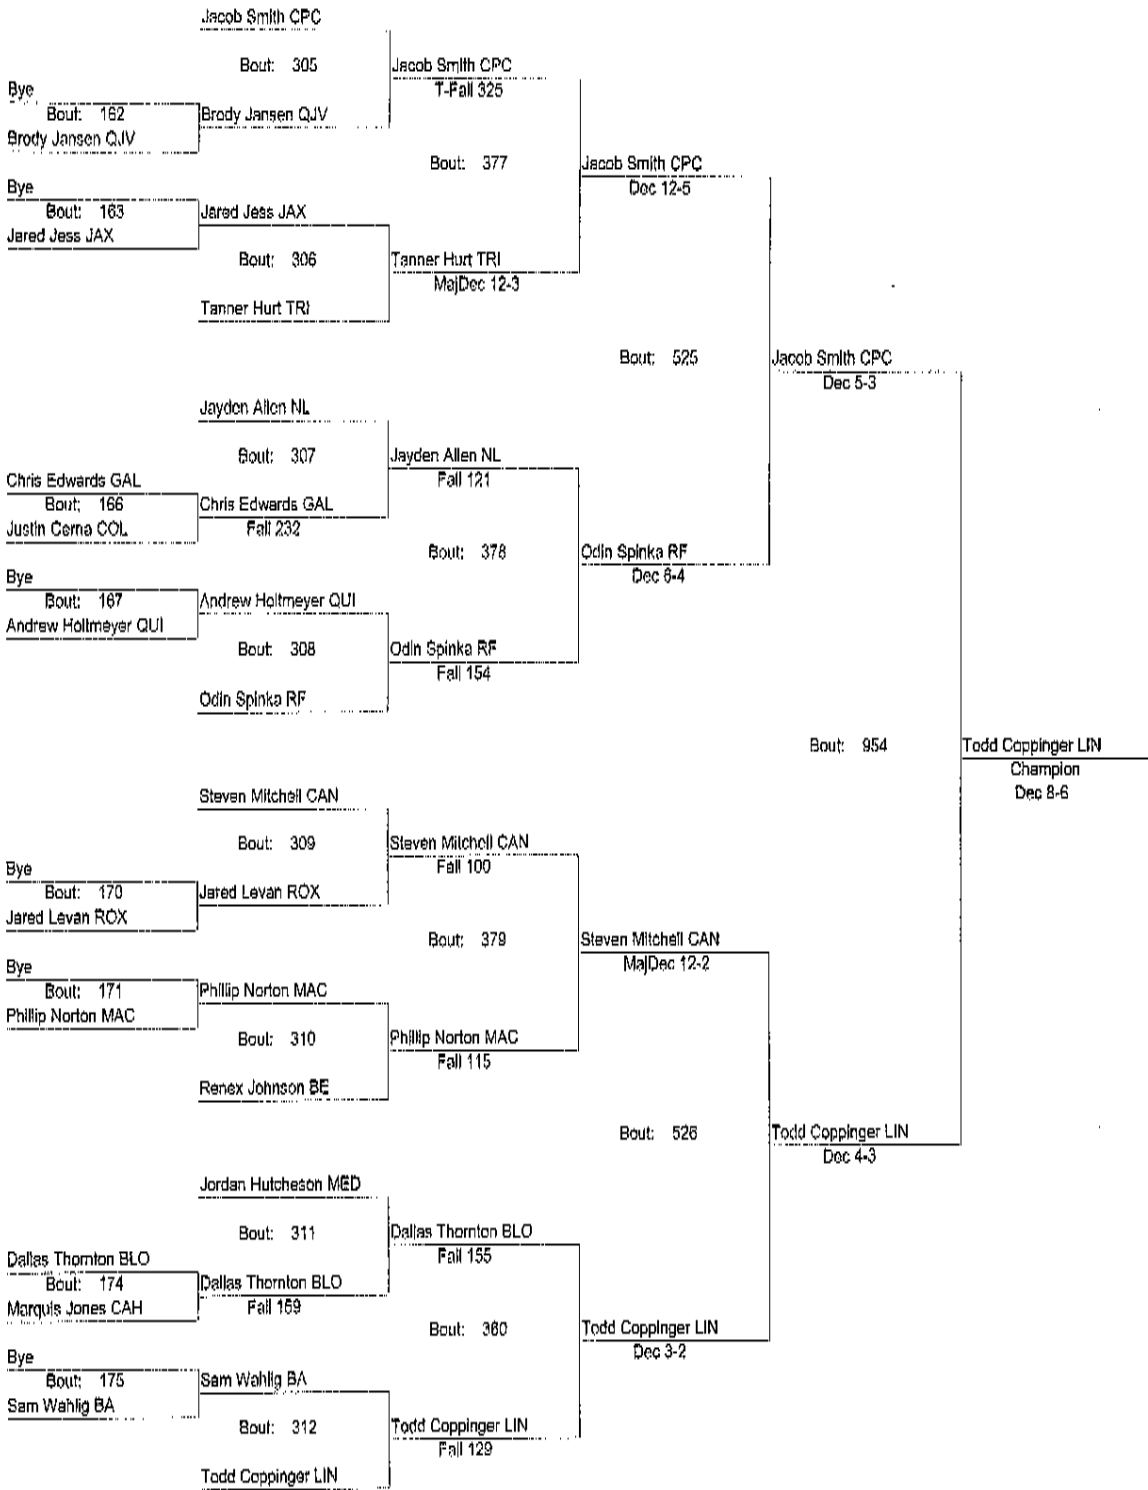 Jacob Smith CPC
Bout: 305
Jacob Smith CPC
T-Fall 325
Bye
Bout: 162
Brody Jansen QJV
Brody Jansen QJV
Bout: 377
Jacob Smith CPC
Dec 12-5
Bye
Bout: 163
Jared Jess JAX
Jared Jess JAX
Bout: 306
Tanner Hurt TRI
MajDec 12-3
Tanner Hurt TRI
Bout: 525
Jacob Smith CPC
Dec 5-3
Jayden Allen NL
Bout: 307
Jayden Allen NL
Fall 121
Chris Edwards GAL
Bout: 166
Justin Cerna COL
Chris Edwards GAL
Fall 232
Bout: 378
Odin Spinka RF
Dec 6-4
Bye
Bout: 167
Andrew Holtmeyer QUI
Andrew Holtmeyer QUI
Bout: 308
Odin Spinka RF
Fall 154
Odin Spinka RF
Bout: 954
Todd Coppinger LIN
Champion
Dec 8-6
Steven Mitchell CAN
Bout: 309
Steven Mitchell CAN
Fall 100
Bye
Bout: 170
Jared Levan ROX
Jared Levan ROX
Bout: 379
Steven Mitchell CAN
MajDec 12-2
Bye
Bout: 171
Phillip Norton MAC
Phillip Norton MAC
Bout: 310
Phillip Norton MAC
Fall 115
Renex Johnson BE
Bout: 526
Todd Coppinger LIN
Dec 4-3
Jordan Hutcheson MED
Bout: 311
Dallas Thornton BLO
Fall 155
Dallas Thornton BLO
Bout: 174
Marquis Jones CAH
Dallas Thornton BLO
Fall 159
Bout: 380
Todd Coppinger LIN
Dec 3-2
Bye
Bout: 175
Sam Wahlig BA
Sam Wahlig BA
Bout: 312
Todd Coppinger LIN
Fall 129
Todd Coppinger LIN